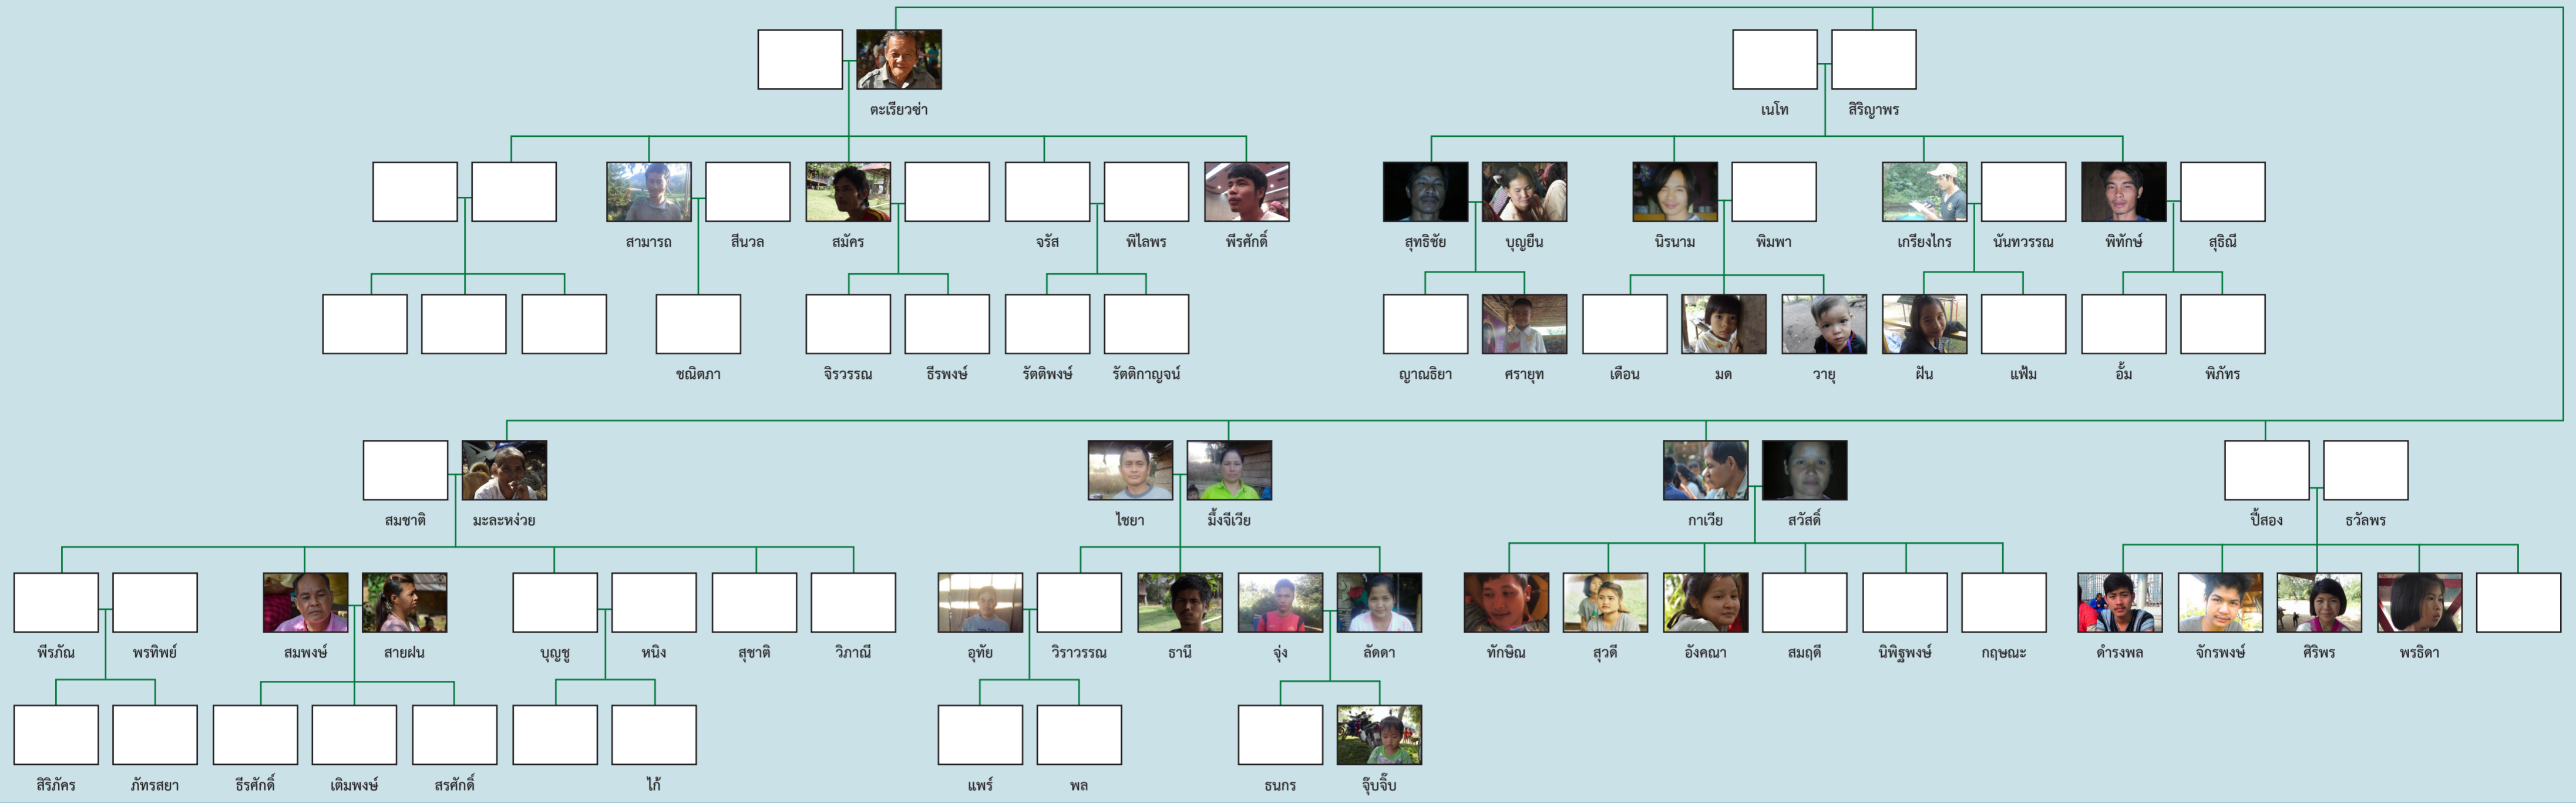 ตะเรียวซ่า
เนโท
สิริญาพร
สามารถ
สีนวล
สมัคร
จรัส
พิไลพร
พีรศักดิ์
สุทธิชัย
บุญยืน
นิรนาม
พิมพา
เกรียงไกร
นันทวรรณ
พิทักษ์
สุธิณี
ชณิตภา
จิรวรรณ
ธีรพงษ์
รัตติพงษ์
รัตติกาญจน์
ญาณธิยา
ศรายุท
เดือน
มด
วายุ
ฝัน
แฟ้ม
อั้ม
พิภัทร
สมชาติ
มะละหง่วย
ไชยา
มึ้งจีเวีย
กาเวีย
สวัสดิ์
ปี้สอง
ธวัลพร
พีรภัณ
พรทิพย์
สมพงษ์
สายฝน
บุญชู
หนิง
สุชาติ
วิภาณี
อุทัย
วิราวรรณ
ธานี
จุ่ง
ลัดดา
ทักษิณ
สุวดี
อังคณา
สมฤดี
นิพิฐพงษ์
กฤษณะ
ดำรงพล
จักรพงษ์
ศิริพร
พรธิดา
สิริภัคร
ภัทรสยา
ธีรศักดิ์
เติมพงษ์
สรศักดิ์
ไก้
แพร์
พล
ธนกร
จุ๊บจิ๊บ